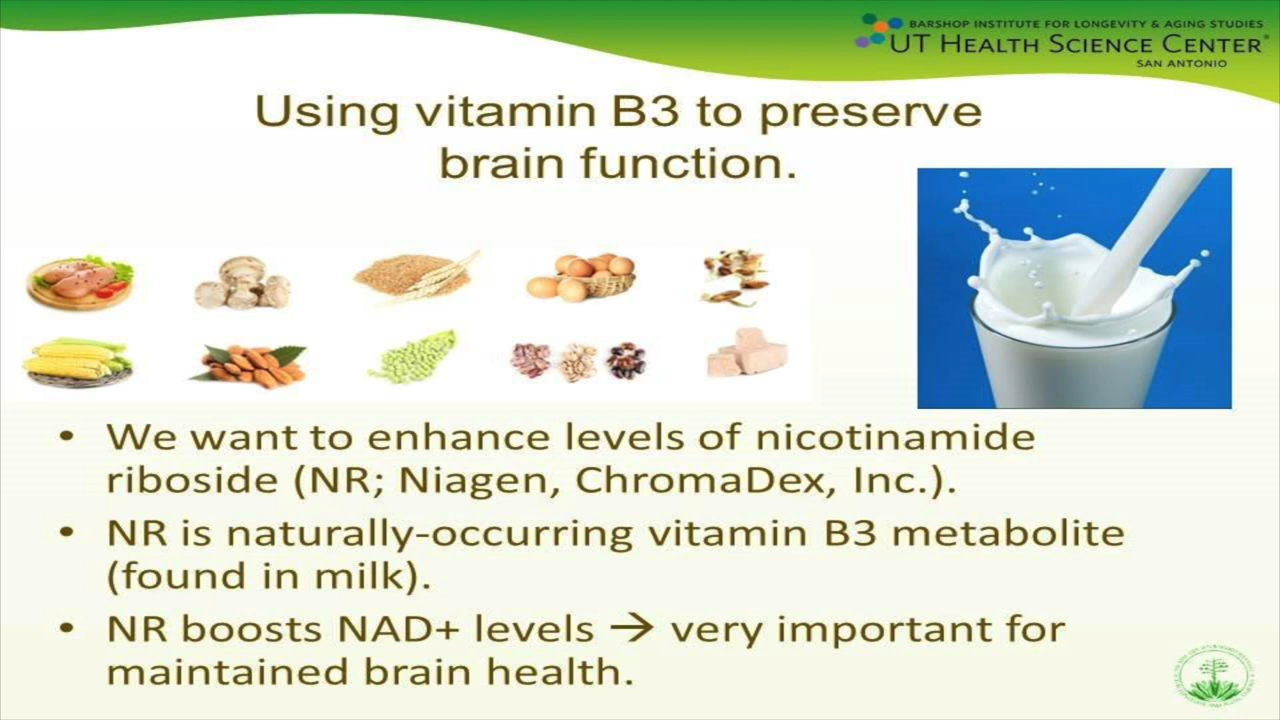 BARSHOP INSTITUTE FOR LONGEVITY & AGING STUDIES
UT HEALTH SCIENCE CENTER®
SAN ANTONIO
Using vitamin B3 to preserve
brain function.
• We want to enhance levels of nicotinamide
riboside (NR; Niagen, ChromaDex, Inc.).
• NR is naturally-occurring vitamin B3 metabolite
(found in milk).
• NR boosts NAD+ levels → very important for
maintained brain health.